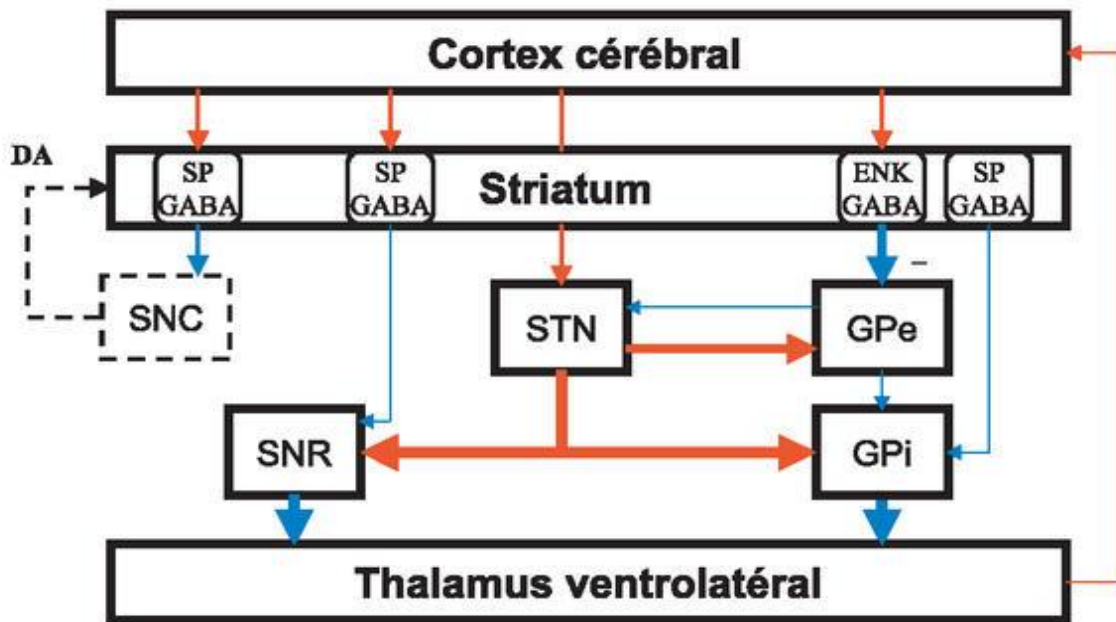 Cortex cérébral
DA
SP
GABA
SP
GABA
Striatum
ENK
GABA
SP
GABA
–
SNC
STN
GPe
SNR
GPi
Thalamus ventrolatéral